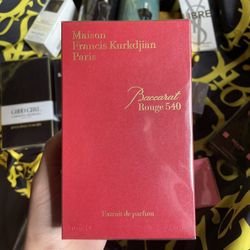 Maison
Francis Kurkdjian
Paris
Baccarat
Rouge 540
Extrait de parfum